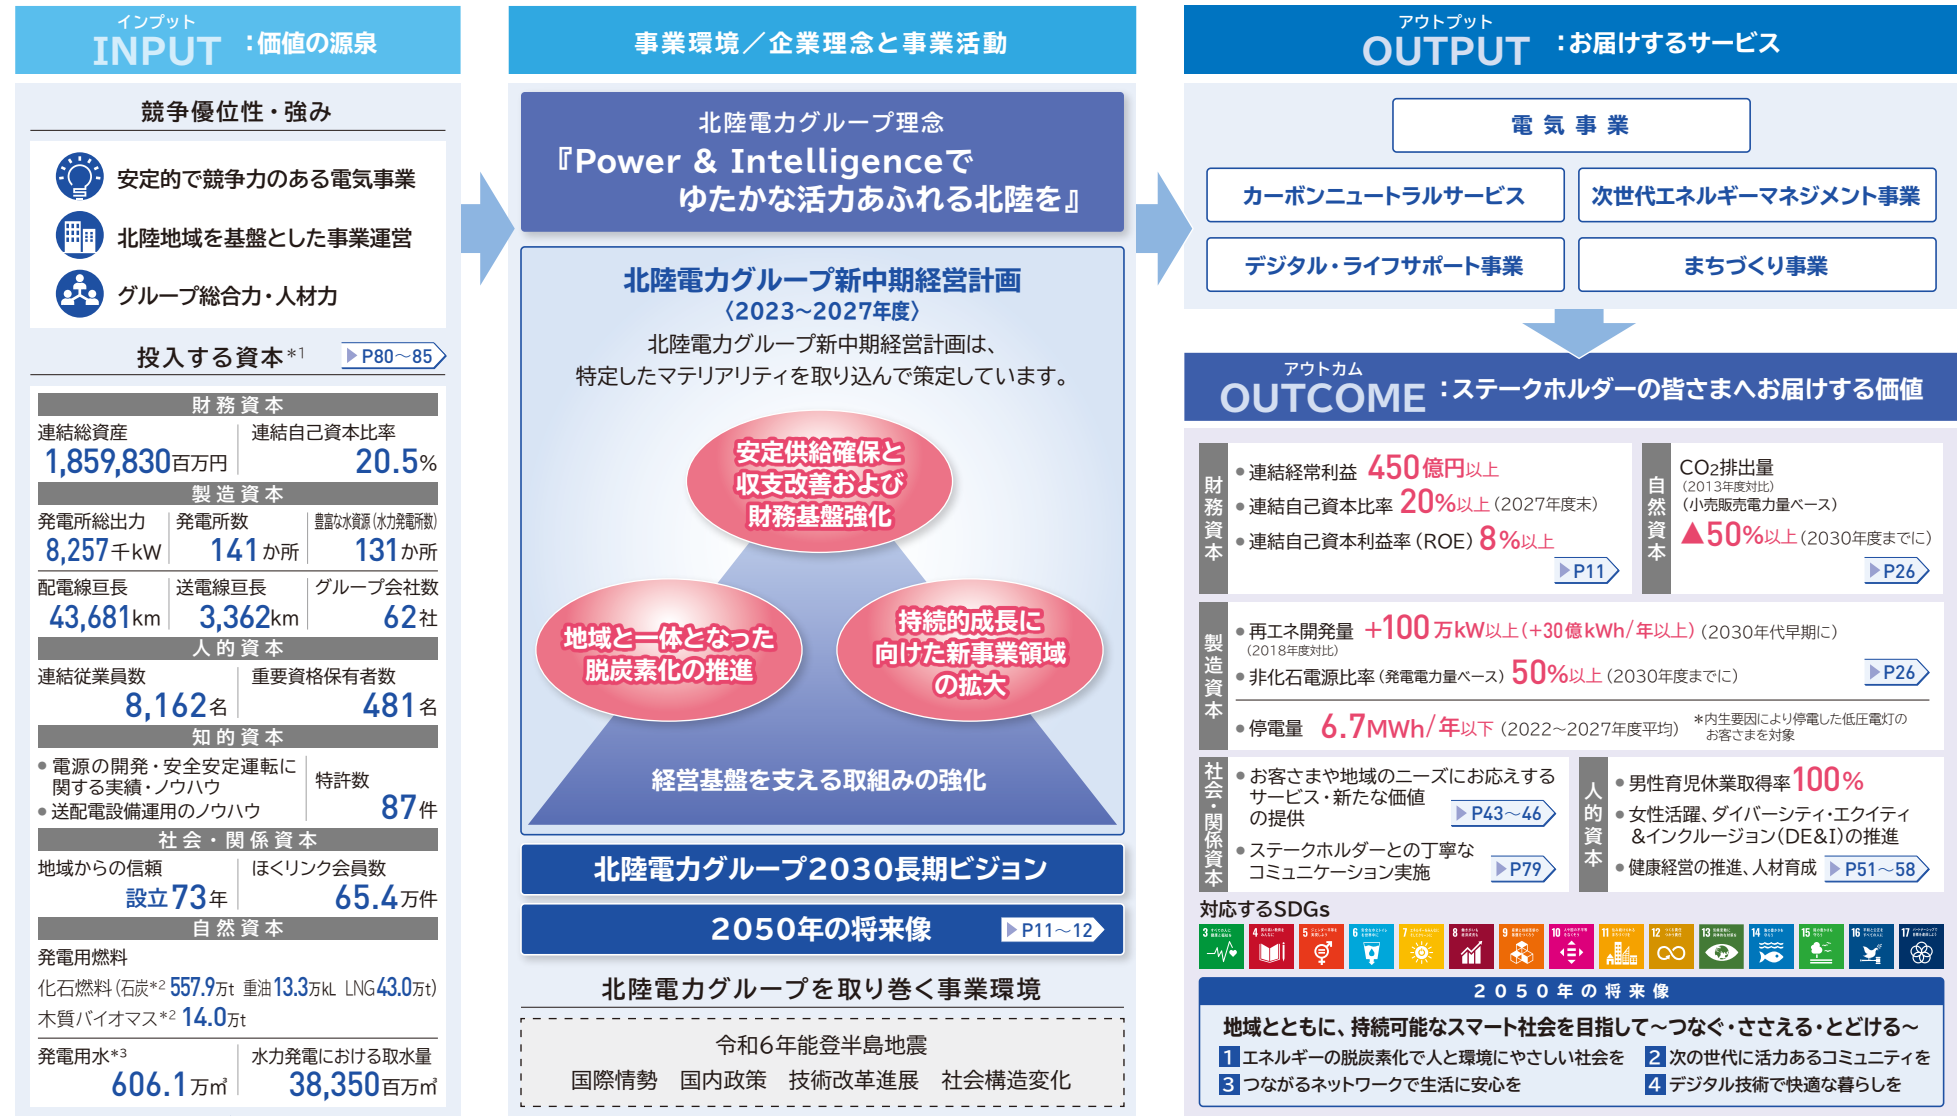 インプット
INPUT：価値の源泉
競争優位性・強み
安定的で競争力のある電気事業
北陸地域を基盤とした事業運営
グループ総合力・人材力
投入する資本*1 P80～85
財務資本
連結総資産 連結自己資本比率
1,859,830百万円 20.5%
製造資本
発電所総出力 発電所数 豊富な水資源（水力発電所数）
8,257千kW 141か所 131か所
配電線亘長 送電線亘長 グループ会社数
43,681km 3,362km 62社
人的資本
連結従業員数 重要資格保有者数
8,162名 481名
知的資本
● 電源の開発・安全安定運転に
関する実績・ノウハウ
● 送配電設備運用のノウハウ
特許数
87件
社会・関係資本
地域からの信頼 ほくリンク会員数
設立73年 65.4万件
自然資本
発電用燃料
化石燃料（石炭*2 557.9万t 重油13.3万kL LNG43.0万t）
木質バイオマス*2 14.0万t
発電用水*3 水力発電における取水量
606.1万㎥ 38,350百万㎥
事業環境／企業理念と事業活動
北陸電力グループ理念
『Power & Intelligenceで
ゆたかな活力あふれる北陸を』
北陸電力グループ新中期経営計画
〈2023～2027年度〉
北陸電力グループ新中期経営計画は、
特定したマテリアリティを取り込んで策定しています。
安定供給確保と
収支改善および
財務基盤強化
地域と一体となった
脱炭素化の推進
持続的成長に
向けた新事業領域
の拡大
経営基盤を支える取組みの強化
北陸電力グループ2030長期ビジョン
2050年の将来像 P11～12
北陸電力グループを取り巻く事業環境
令和6年能登半島地震
国際情勢 国内政策 技術改革進展 社会構造変化
アウトプット
OUTPUT：お届けするサービス
電気事業
カーボンニュートラルサービス 次世代エネルギーマネジメント事業
デジタル・ライフサポート事業 まちづくり事業
アウトカム
OUTCOME：ステークホルダーの皆さまへお届けする価値
財務資本
● 連結経常利益 450億円以上
● 連結自己資本比率 20%以上（2027年度末）
● 連結自己資本利益率（ROE）8%以上
P11
自然資本
CO2排出量
（2013年度対比）
（小売販売電力量ベース）
▲50%以上（2030年度までに）
P26
製造資本
● 再エネ開発量 ＋100万kW以上（＋30億kWh/年以上）（2030年代早期に）
（2018年度対比）
● 非化石電源比率（発電電力量ベース）50%以上（2030年度までに）
P26
● 停電量 6.7MWh/年以下（2022～2027年度平均）
＊内生要因により停電した低圧電灯の
お客さまを対象
社会・関係資本
● お客さまや地域のニーズにお応えする
サービス・新たな価値
の提供 P43～46
● ステークホルダーとの丁寧な
コミュニケーション実施 P79
人的資本
● 男性育児休業取得率100%
● 女性活躍、ダイバーシティ・エクイティ
＆インクルージョン（DE&I）の推進
● 健康経営の推進、人材育成 P51～58
対応するSDGs
3 4 5 6 7 8 9 10 11 12 13 14 15 16 17
2050年の将来像
地域とともに、持続可能なスマート社会を目指して～つなぐ・ささえる・とどける～
1 エネルギーの脱炭素化で人と環境にやさしい社会を 2 次の世代に活力あるコミュニティを
3 つながるネットワークで生活に安心を 4 デジタル技術で快適な暮らしを